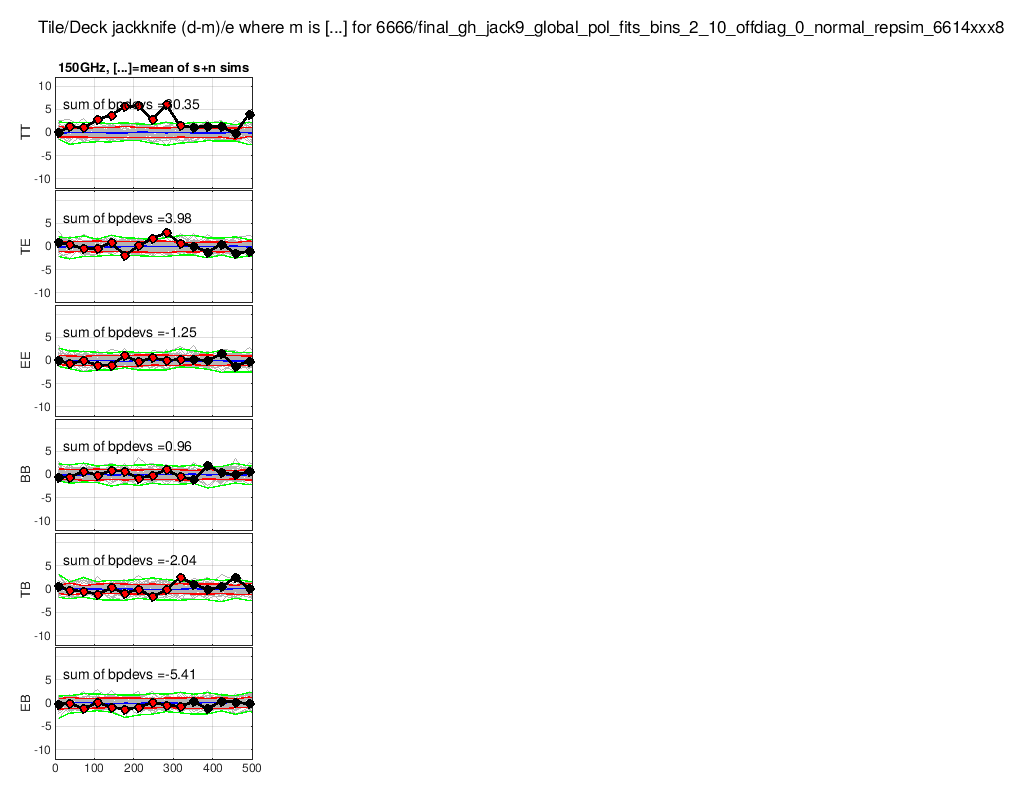 Tile/Deck jackknife (d-m)/e where m is [...] for 6666/final_gh_jack9_global_pol_fits_bins_2_10_offdiag_0_normal_repsim_6614xxx8
150GHz, [...]=mean of s+n sims
10
5
0
-5
-10
TT
sum of bpdevs =30.35
5
0
-5
-10
TE
sum of bpdevs =3.98
5
0
-5
-10
EE
sum of bpdevs =-1.25
5
0
-5
-10
BB
sum of bpdevs =0.96
5
0
-5
-10
TB
sum of bpdevs =-2.04
5
0
-5
-10
EB
sum of bpdevs =-5.41
0 100 200 300 400 500